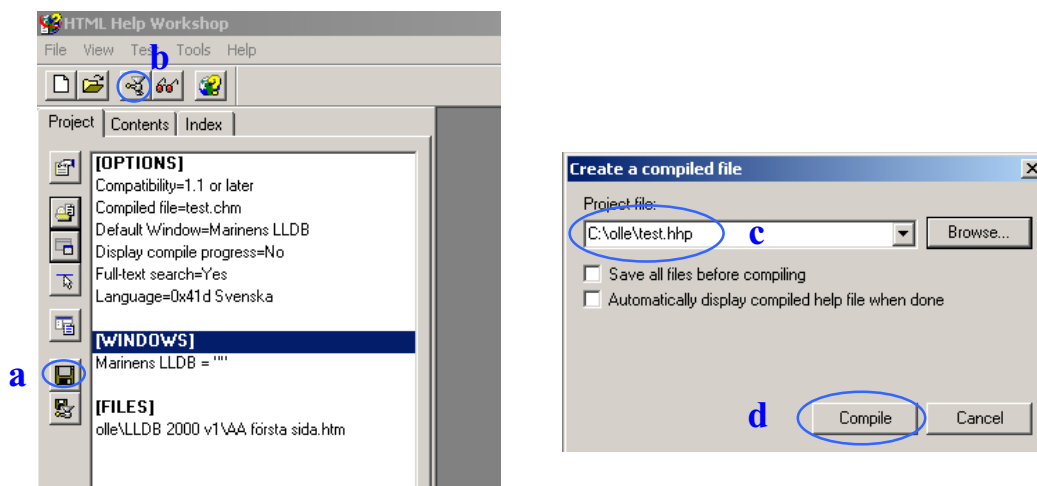 HTML Help Workshop
File View Test Tools Help
b
Project Contents Index
[OPTIONS]
Compatibility=1.1 or later
Compiled file=test.chm
Default Window=Marinens LLDB
Display compile progress=No
Full-text search=Yes
Language=0x41d Svenska
[WINDOWS]
Marinens LLDB = ""
a
[FILES]
olle\LLDB 2000 v1\AA första sida.htm
Create a compiled file
Project file:
C:\olle\test.hhp c Browse...
Save all files before compiling
Automatically display compiled help file when done
d Compile Cancel